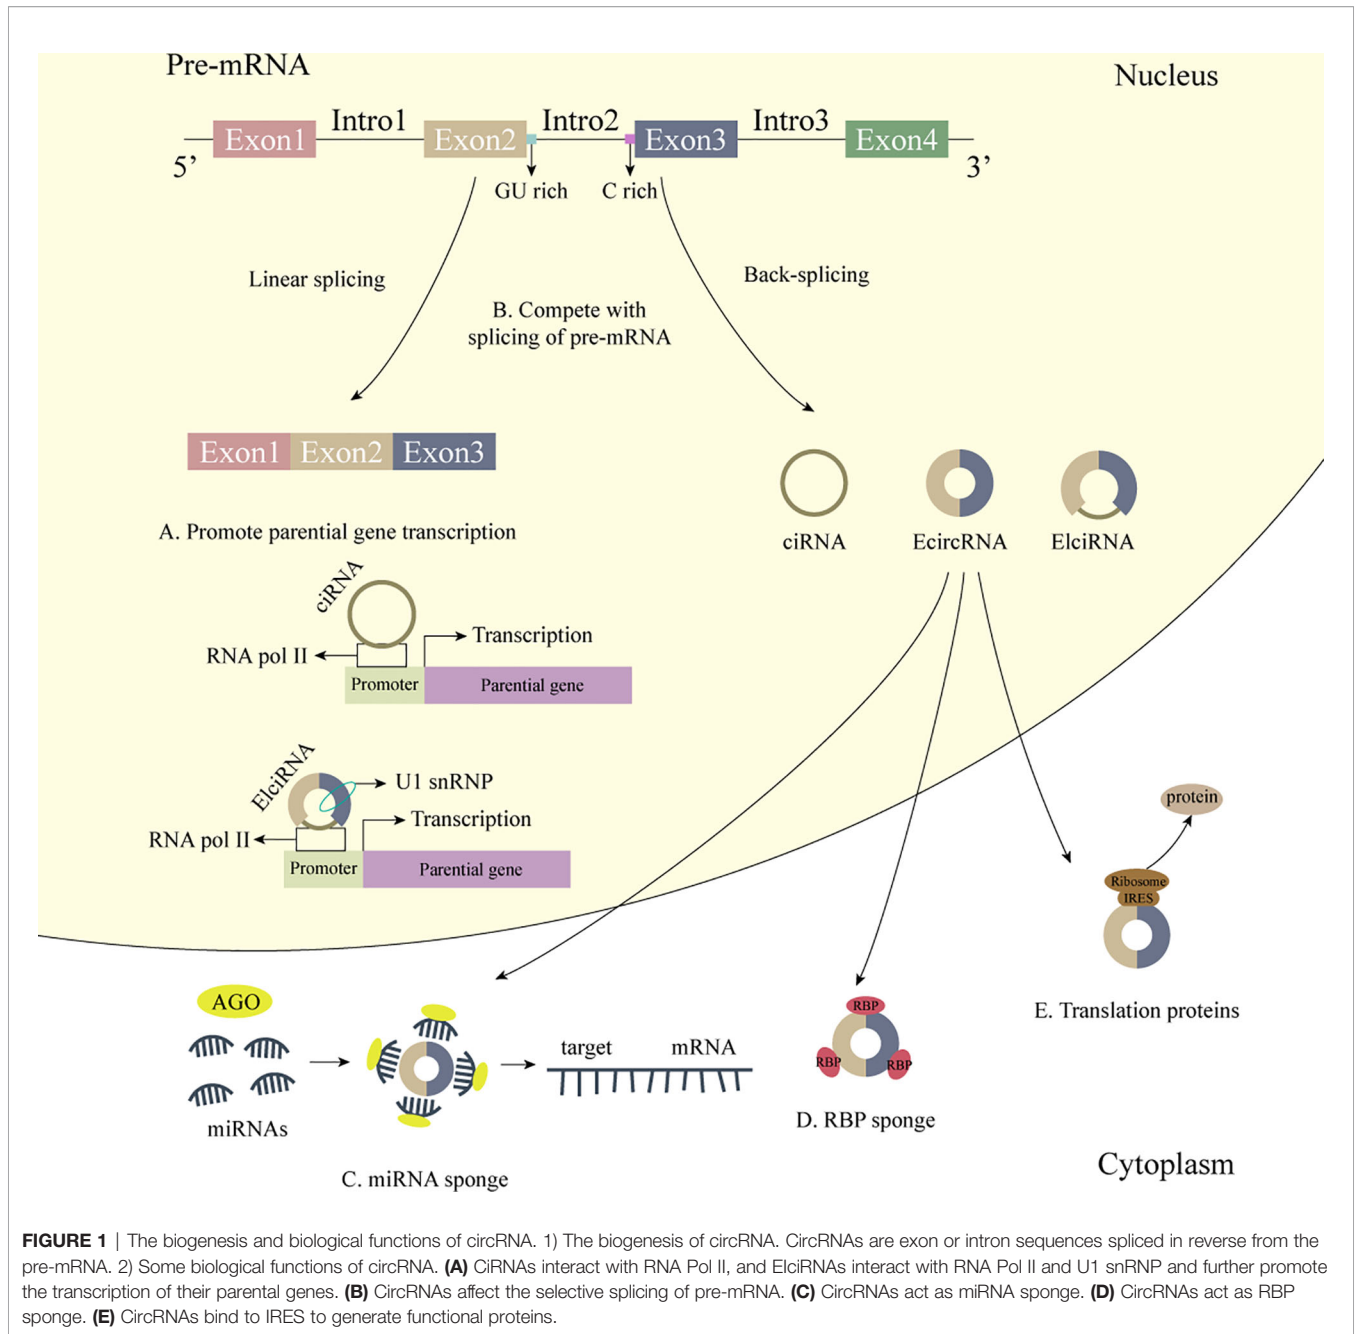 Pre-mRNA
Nucleus
Intro1
Intro2
Intro3
Exon1
Exon2
Exon3
Exon4
5’
3’
GU rich
C rich
Linear splicing
Back-splicing
B. Compete with
splicing of pre-mRNA
Exon1
Exon2
Exon3
ciRNA
EcircRNA
ElciRNA
A. Promote parential gene transcription
ciRNA
Transcription
RNA pol II
Promoter
Parential gene
ElciRNA
U1 snRNP
Transcription
RNA pol II
Promoter
Parential gene
protein
Ribosome
IRES
E. Translation proteins
AGO
miRNAs
target mRNA
C. miRNA sponge
RBP
RBP
RBP
D. RBP sponge
Cytoplasm
FIGURE 1 | The biogenesis and biological functions of circRNA. 1) The biogenesis of circRNA. CircRNAs are exon or intron sequences spliced in reverse from the
pre-mRNA. 2) Some biological functions of circRNA. (A) CiRNAs interact with RNA Pol II, and ElciRNAs interact with RNA Pol II and U1 snRNP and further promote
the transcription of their parental genes. (B) CircRNAs affect the selective splicing of pre-mRNA. (C) CircRNAs act as miRNA sponge. (D) CircRNAs act as RBP
sponge. (E) CircRNAs bind to IRES to generate functional proteins.